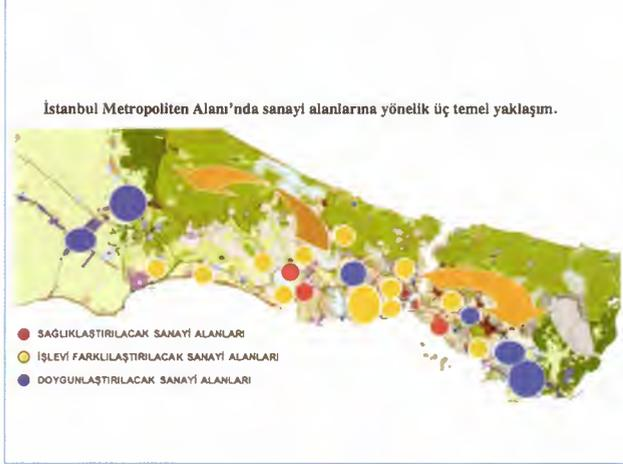 İstanbul Metropoliten Alanı'nda sanayi alanlarına yönelik üç temel yaklaşım.
SAĞLIKLAŞTIRILACAK SANAYİ ALANLARI
İŞLEVİ FARKLILAŞTIRILACAK SANAYİ ALANLARI
DOYGUNLAŞTIRILACAK SANAYİ ALANLARI